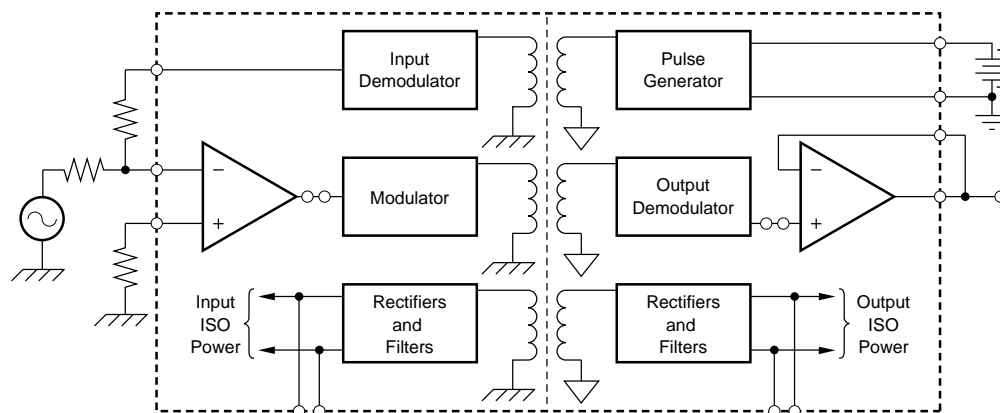 Input
Demodulator
Pulse
Generator
−
+
Modulator
Output
Demodulator
−
+
Input
ISO
Power
Rectifiers
and
Filters
Rectifiers
and
Filters
Output
ISO
Power